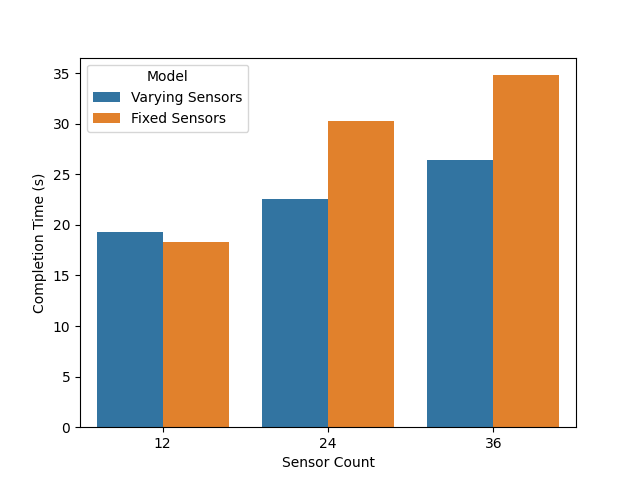 Model
Varying Sensors
Fixed Sensors
35
30
25
20
15
10
5
0
Completion Time (s)
12
24
36
Sensor Count